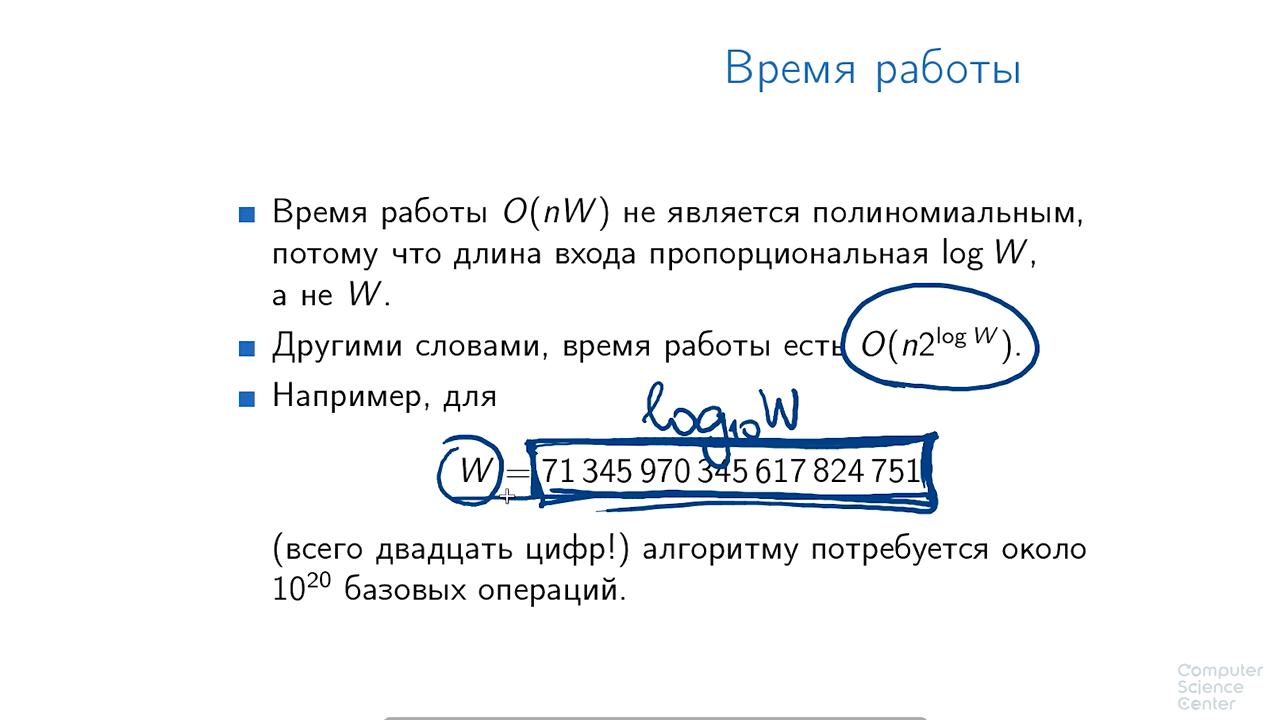 Время работы
Время работы O(nW) не является полиномиальным,
потому что длина входа пропорциональная log W,
а не W.
Другими словами, время работы есть O(n2^{log W}).
Например, для
log₁₀W
W = 71 345 970 345 617 824 751
(всего двадцать цифр!) алгоритму потребуется около
10²⁰ базовых операций.
Computer
Science
Center